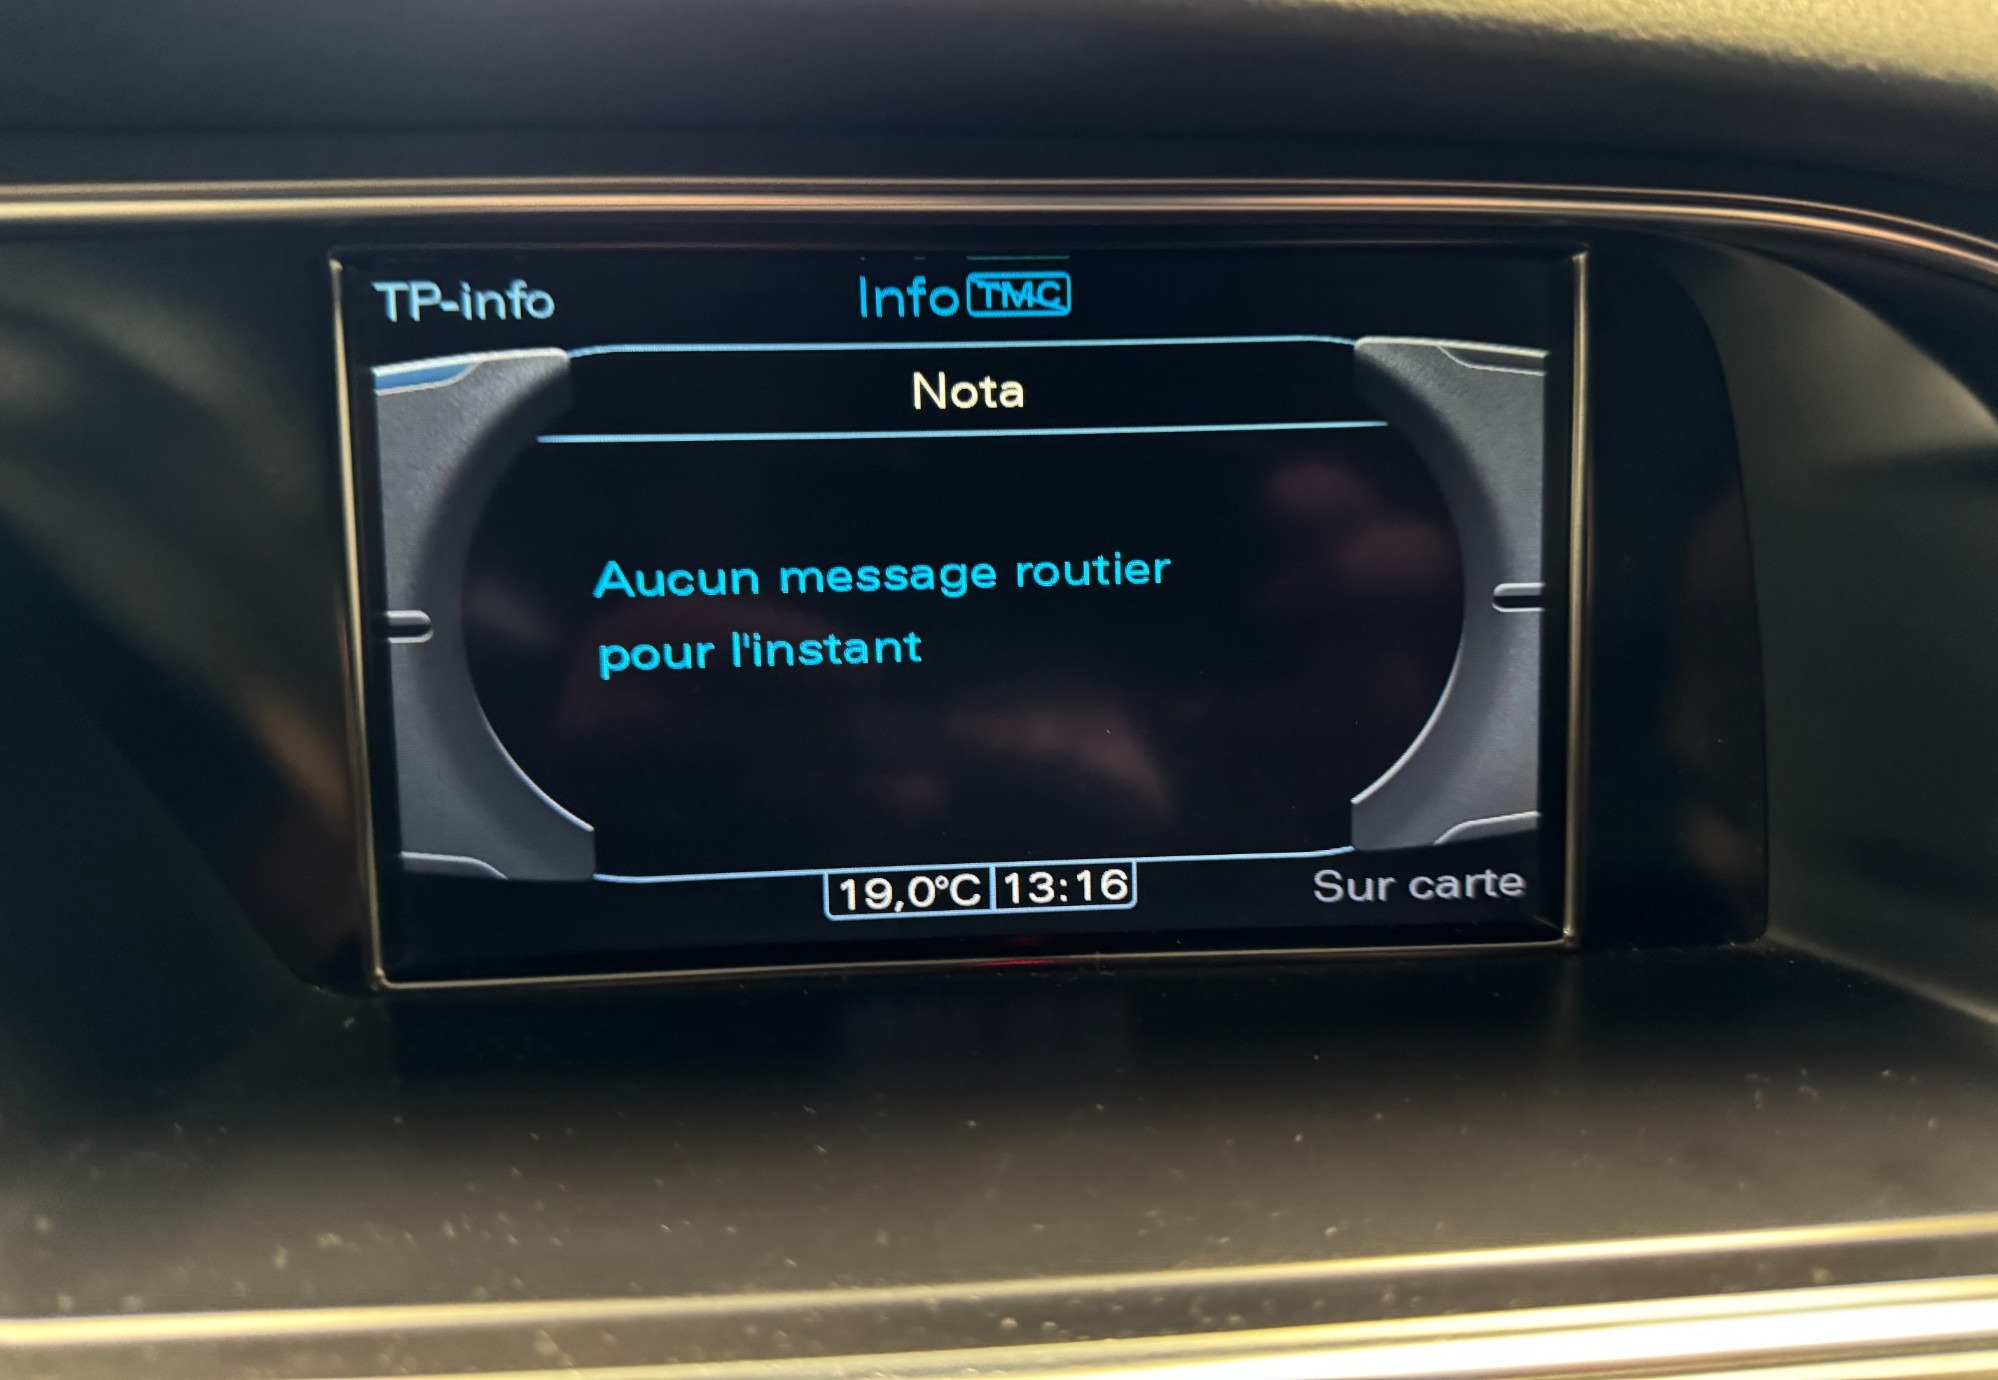 TP-info
Info TMC
Nota
Aucun message routier
pour l'instant
19,0°C 13:16
Sur carte